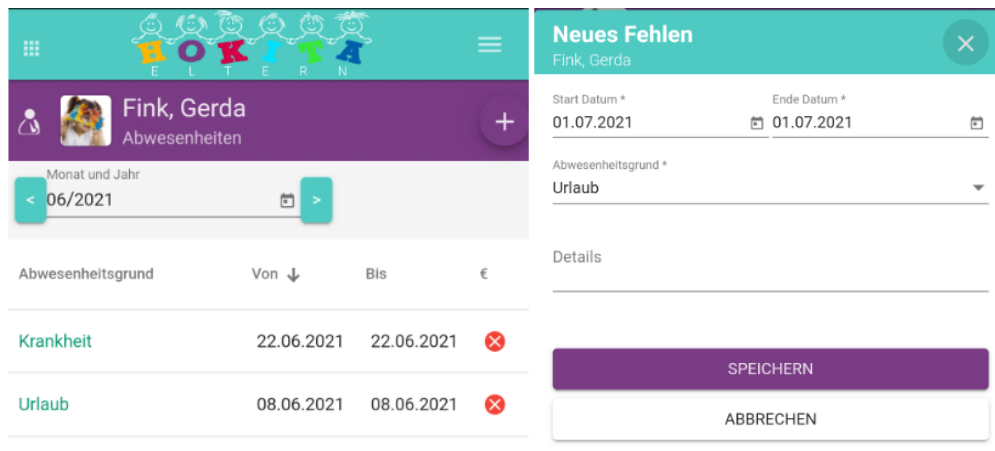 HOKITA
ELTERN
Fink, Gerda
Abwesenheiten
+
Monat und Jahr
< 06/2021 >
Abwesenheitsgrund Von ↓ Bis €
Krankheit 22.06.2021 22.06.2021
Urlaub 08.06.2021 08.06.2021
Neues Fehlen
Fink, Gerda
Start Datum * Ende Datum *
01.07.2021 01.07.2021
Abwesenheitsgrund *
Urlaub
Details
SPEICHERN
ABBRECHEN